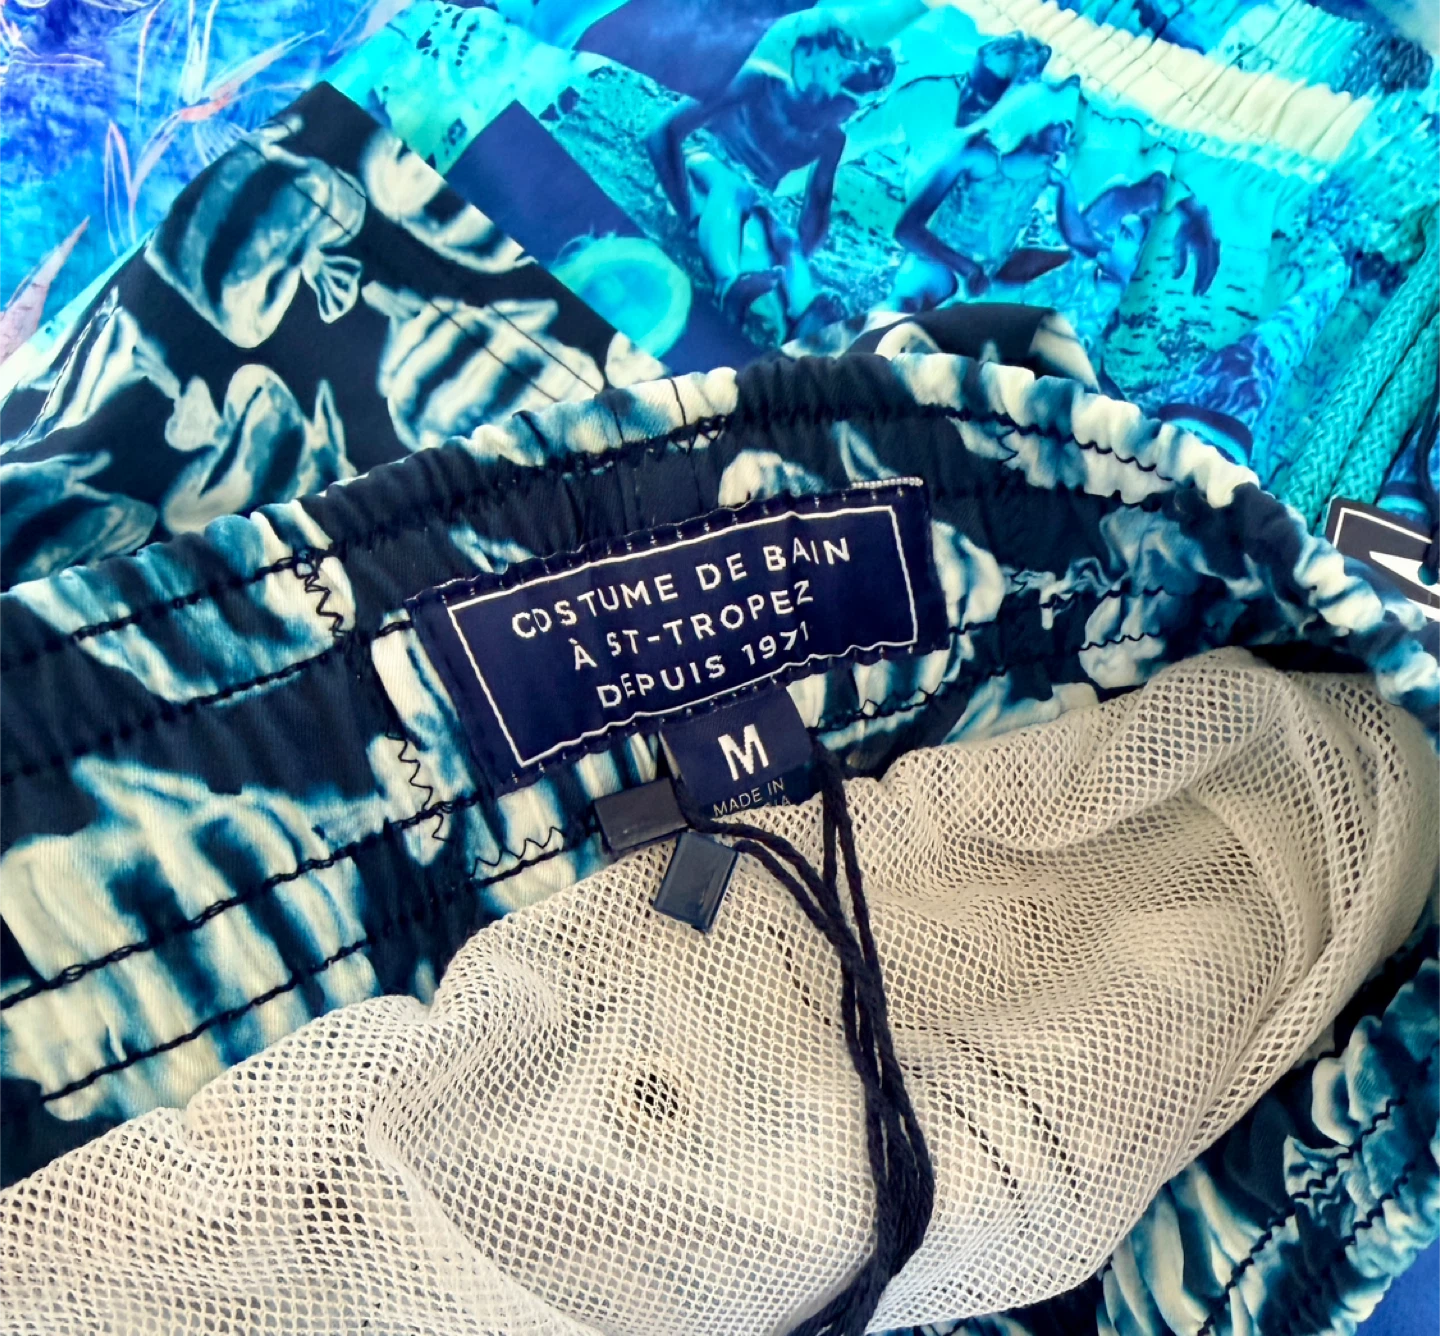 COSTUME DE BAIN
À ST-TROPEZ
DEPUIS 1971
M
MADE IN